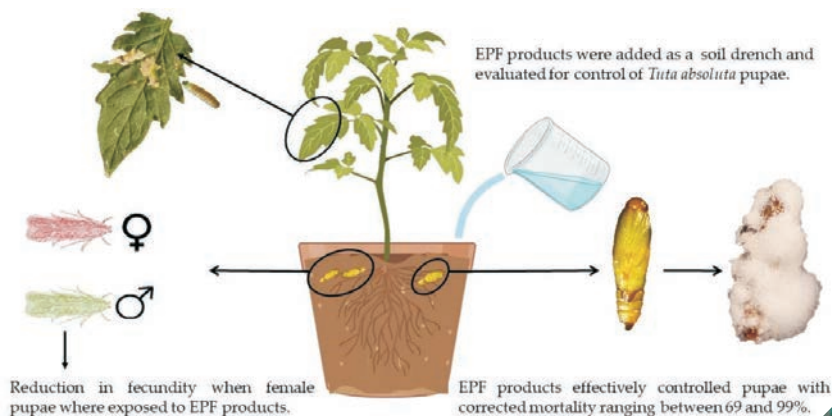 EPF products were added as a soil drench and
evaluated for control of Tuta absoluta pupae.
Reduction in fecundity when female
pupae where exposed to EPF products.
EPF products effectively controlled pupae with
corrected mortality ranging between 69 and 99%.